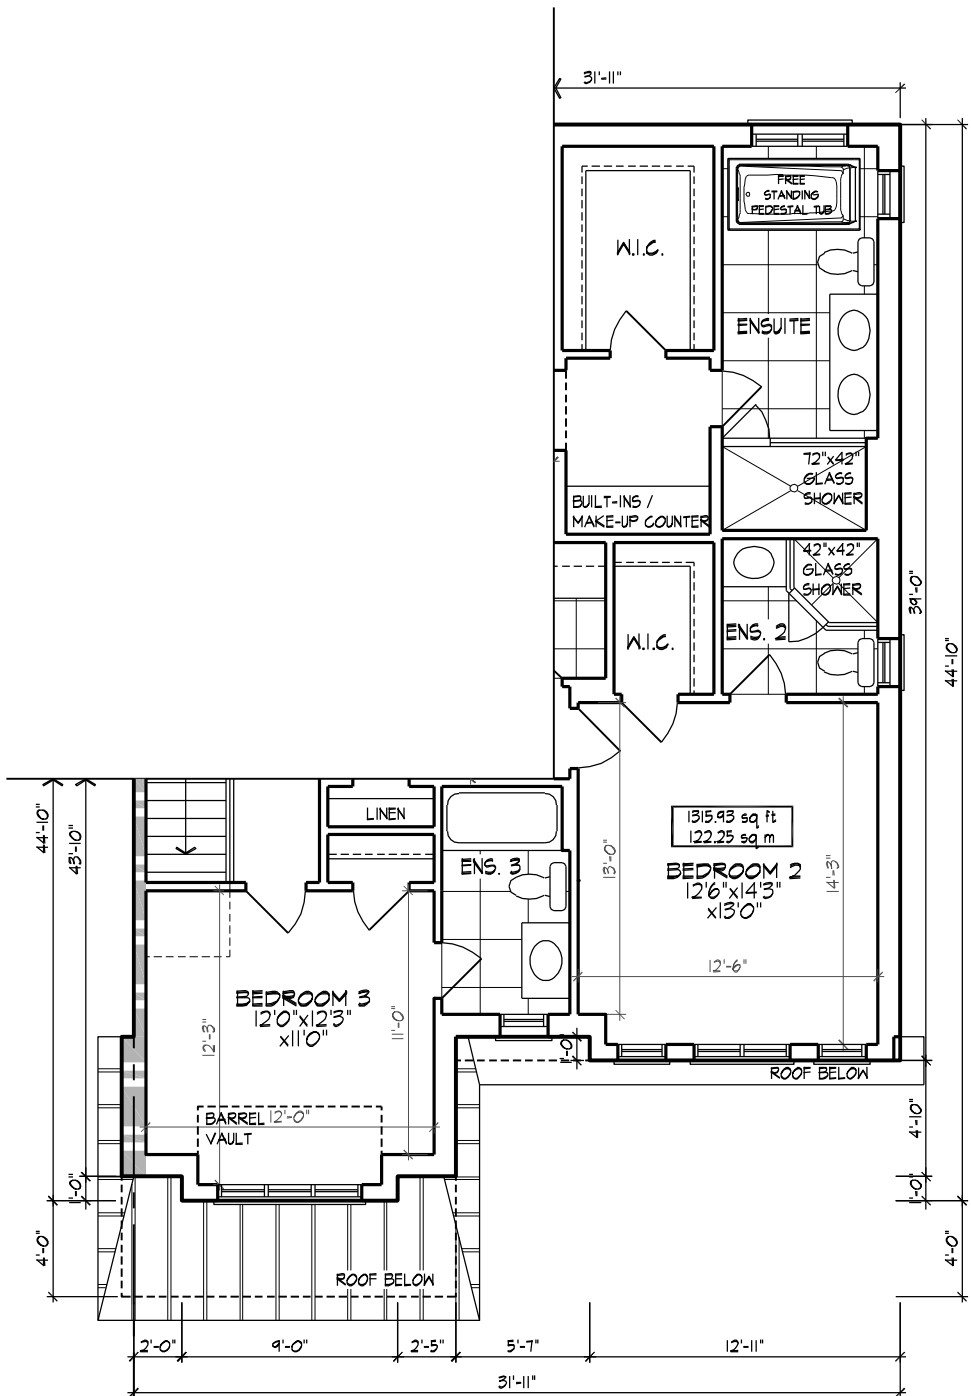 31'-11"
FREE
STANDING
PEDESTAL TUB
W.I.C.
ENSUITE
72"x42"
GLASS
SHOWER
BUILT-INS /
MAKE-UP COUNTER
42"x42"
GLASS
SHOWER
39'-0"
ENS. 2
W.I.C.
44'-10"
44'-10"
43'-10"
LINEN
1315.93 sq ft
122.25 sq m
ENS. 3
13'-0"
BEDROOM 2
12'6"x14'3"
x13'0"
14'-3"
12'-6"
BEDROOM 3
12'0"x12'3"
x11'0"
12'-3"
11'-0"
1'-0"
ROOF BELOW
BARREL
VAULT
12'-0"
4'-10"
1'-0"
1'-0"
4'-0"
4'-0"
ROOF BELOW
2'-0"
9'-0"
2'-5"
5'-7"
12'-11"
31'-11"